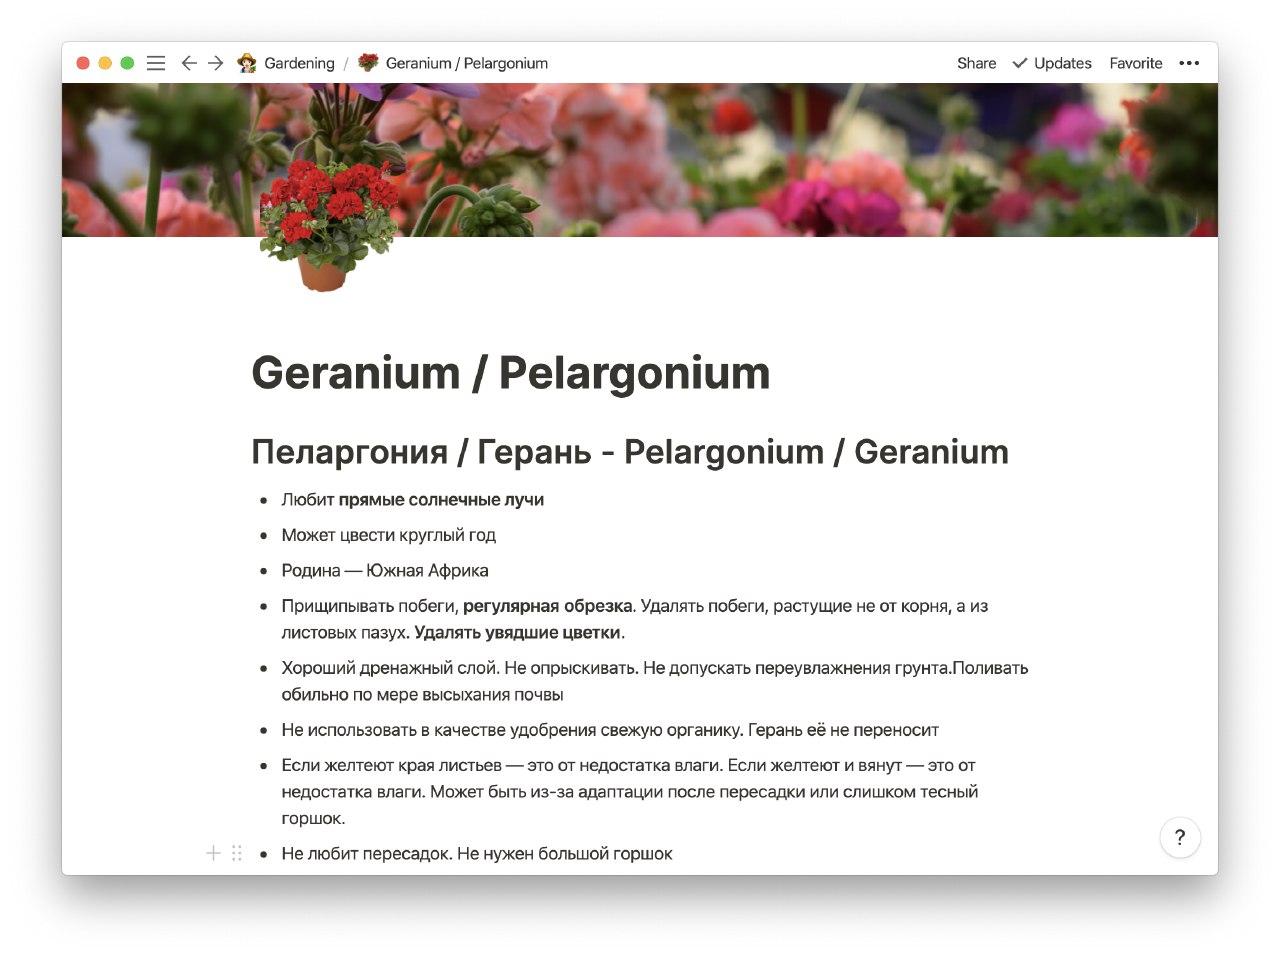 Gardening / Geranium / Pelargonium
Share Updates Favorite •••
Geranium / Pelargonium
Пеларгония / Герань - Pelargonium / Geranium
• Любит прямые солнечные лучи
• Может цвести круглый год
• Родина — Южная Африка
• Прищипывать побеги, регулярная обрезка. Удалять побеги, растущие не от корня, а из
листовых пазух. Удалять увядшие цветки.
• Хороший дренажный слой. Не опрыскивать. Не допускать переувлажнения грунта.Поливать
обильно по мере высыхания почвы
• Не использовать в качестве удобрения свежую органику. Герань её не переносит
• Если желтеют края листьев — это от недостатка влаги. Если желтеют и вянут — это от
недостатка влаги. Может быть из-за адаптации после пересадки или слишком тесный
горшок.
• Не любит пересадок. Не нужен большой горшок
?